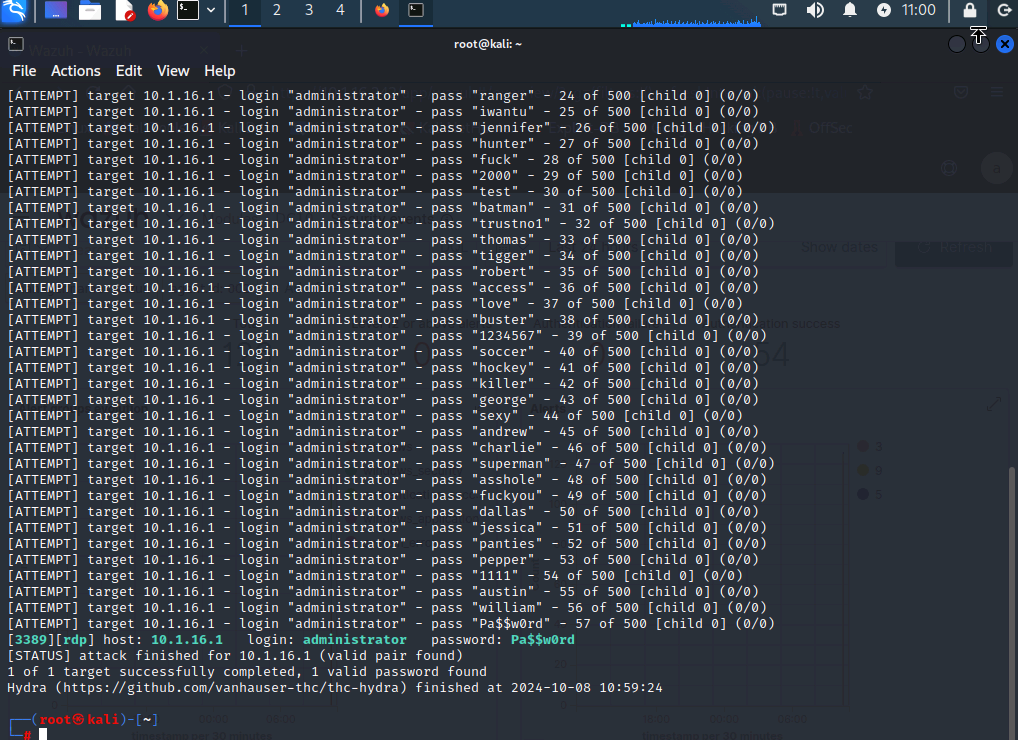 1 2 3 4 11:00
root@kali: ~
File Actions Edit View Help
[ATTEMPT] target 10.1.16.1 - login "administrator" - pass "ranger" - 24 of 500 [child 0] (0/0)
[ATTEMPT] target 10.1.16.1 - login "administrator" - pass "iwantu" - 25 of 500 [child 0] (0/0)
[ATTEMPT] target 10.1.16.1 - login "administrator" - pass "jennifer" - 26 of 500 [child 0] (0/0)
[ATTEMPT] target 10.1.16.1 - login "administrator" - pass "hunter" - 27 of 500 [child 0] (0/0)
[ATTEMPT] target 10.1.16.1 - login "administrator" - pass "fuck" - 28 of 500 [child 0] (0/0)
[ATTEMPT] target 10.1.16.1 - login "administrator" - pass "2000" - 29 of 500 [child 0] (0/0)
[ATTEMPT] target 10.1.16.1 - login "administrator" - pass "test" - 30 of 500 [child 0] (0/0)
[ATTEMPT] target 10.1.16.1 - login "administrator" - pass "batman" - 31 of 500 [child 0] (0/0)
[ATTEMPT] target 10.1.16.1 - login "administrator" - pass "trustno1" - 32 of 500 [child 0] (0/0)
[ATTEMPT] target 10.1.16.1 - login "administrator" - pass "thomas" - 33 of 500 [child 0] (0/0)
[ATTEMPT] target 10.1.16.1 - login "administrator" - pass "tigger" - 34 of 500 [child 0] (0/0)
[ATTEMPT] target 10.1.16.1 - login "administrator" - pass "robert" - 35 of 500 [child 0] (0/0)
[ATTEMPT] target 10.1.16.1 - login "administrator" - pass "access" - 36 of 500 [child 0] (0/0)
[ATTEMPT] target 10.1.16.1 - login "administrator" - pass "love" - 37 of 500 [child 0] (0/0)
[ATTEMPT] target 10.1.16.1 - login "administrator" - pass "buster" - 38 of 500 [child 0] (0/0)
[ATTEMPT] target 10.1.16.1 - login "administrator" - pass "1234567" - 39 of 500 [child 0] (0/0)
[ATTEMPT] target 10.1.16.1 - login "administrator" - pass "soccer" - 40 of 500 [child 0] (0/0)
[ATTEMPT] target 10.1.16.1 - login "administrator" - pass "hockey" - 41 of 500 [child 0] (0/0)
[ATTEMPT] target 10.1.16.1 - login "administrator" - pass "killer" - 42 of 500 [child 0] (0/0)
[ATTEMPT] target 10.1.16.1 - login "administrator" - pass "george" - 43 of 500 [child 0] (0/0)
[ATTEMPT] target 10.1.16.1 - login "administrator" - pass "sexy" - 44 of 500 [child 0] (0/0)
[ATTEMPT] target 10.1.16.1 - login "administrator" - pass "andrew" - 45 of 500 [child 0] (0/0)
[ATTEMPT] target 10.1.16.1 - login "administrator" - pass "charlie" - 46 of 500 [child 0] (0/0)
[ATTEMPT] target 10.1.16.1 - login "administrator" - pass "superman" - 47 of 500 [child 0] (0/0)
[ATTEMPT] target 10.1.16.1 - login "administrator" - pass "asshole" - 48 of 500 [child 0] (0/0)
[ATTEMPT] target 10.1.16.1 - login "administrator" - pass "fuckyou" - 49 of 500 [child 0] (0/0)
[ATTEMPT] target 10.1.16.1 - login "administrator" - pass "dallas" - 50 of 500 [child 0] (0/0)
[ATTEMPT] target 10.1.16.1 - login "administrator" - pass "jessica" - 51 of 500 [child 0] (0/0)
[ATTEMPT] target 10.1.16.1 - login "administrator" - pass "panties" - 52 of 500 [child 0] (0/0)
[ATTEMPT] target 10.1.16.1 - login "administrator" - pass "pepper" - 53 of 500 [child 0] (0/0)
[ATTEMPT] target 10.1.16.1 - login "administrator" - pass "1111" - 54 of 500 [child 0] (0/0)
[ATTEMPT] target 10.1.16.1 - login "administrator" - pass "austin" - 55 of 500 [child 0] (0/0)
[ATTEMPT] target 10.1.16.1 - login "administrator" - pass "william" - 56 of 500 [child 0] (0/0)
[ATTEMPT] target 10.1.16.1 - login "administrator" - pass "Pa$$w0rd" - 57 of 500 [child 0] (0/0)
[3389][rdp] host: 10.1.16.1   login: administrator   password: Pa$$w0rd
[STATUS] attack finished for 10.1.16.1 (valid pair found)
1 of 1 target successfully completed, 1 valid password found
Hydra (https://github.com/vanhauser-thc/thc-hydra) finished at 2024-10-08 10:59:24
┌──(root㉿kali)-[~]
└─#